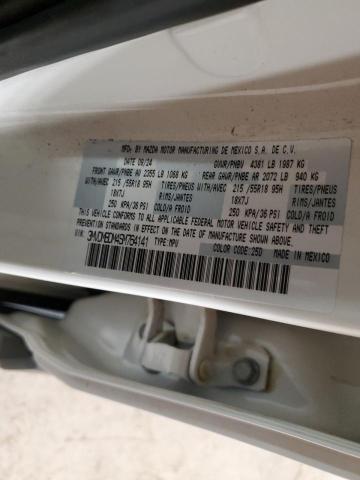 MFD. BY MAZDA MOTOR MANUFACTURING DE MEXICO S.A. DE C.V.
DATE 09/24 GVWR/PNBV 4381 LB 1987 KG
FRONT GAWR/PNBE AV 2355 LB 1068 KG REAR GAWR/PNBE AR 2072 LB 940 KG
WITH/AVEC 215/55R18 95H TIRES/PNEUS WITH/AVEC 215/55R18 95H TIRES/PNEUS
18X7J RIMS/JANTES 18X7J RIMS/JANTES
250 KPA/36 PSI COLD/A FROID 250 KPA/36 PSI COLD/A FROID
THIS VEHICLE CONFORMS TO ALL APPLICABLE FEDERAL MOTOR VEHICLE SAFETY AND THEFT
PREVENTION STANDARDS IN EFFECT ON THE DATE OF MANUFACTURE SHOWN ABOVE.
TYPE: MPV COLOR CODE: 25D MADE IN MEXICO